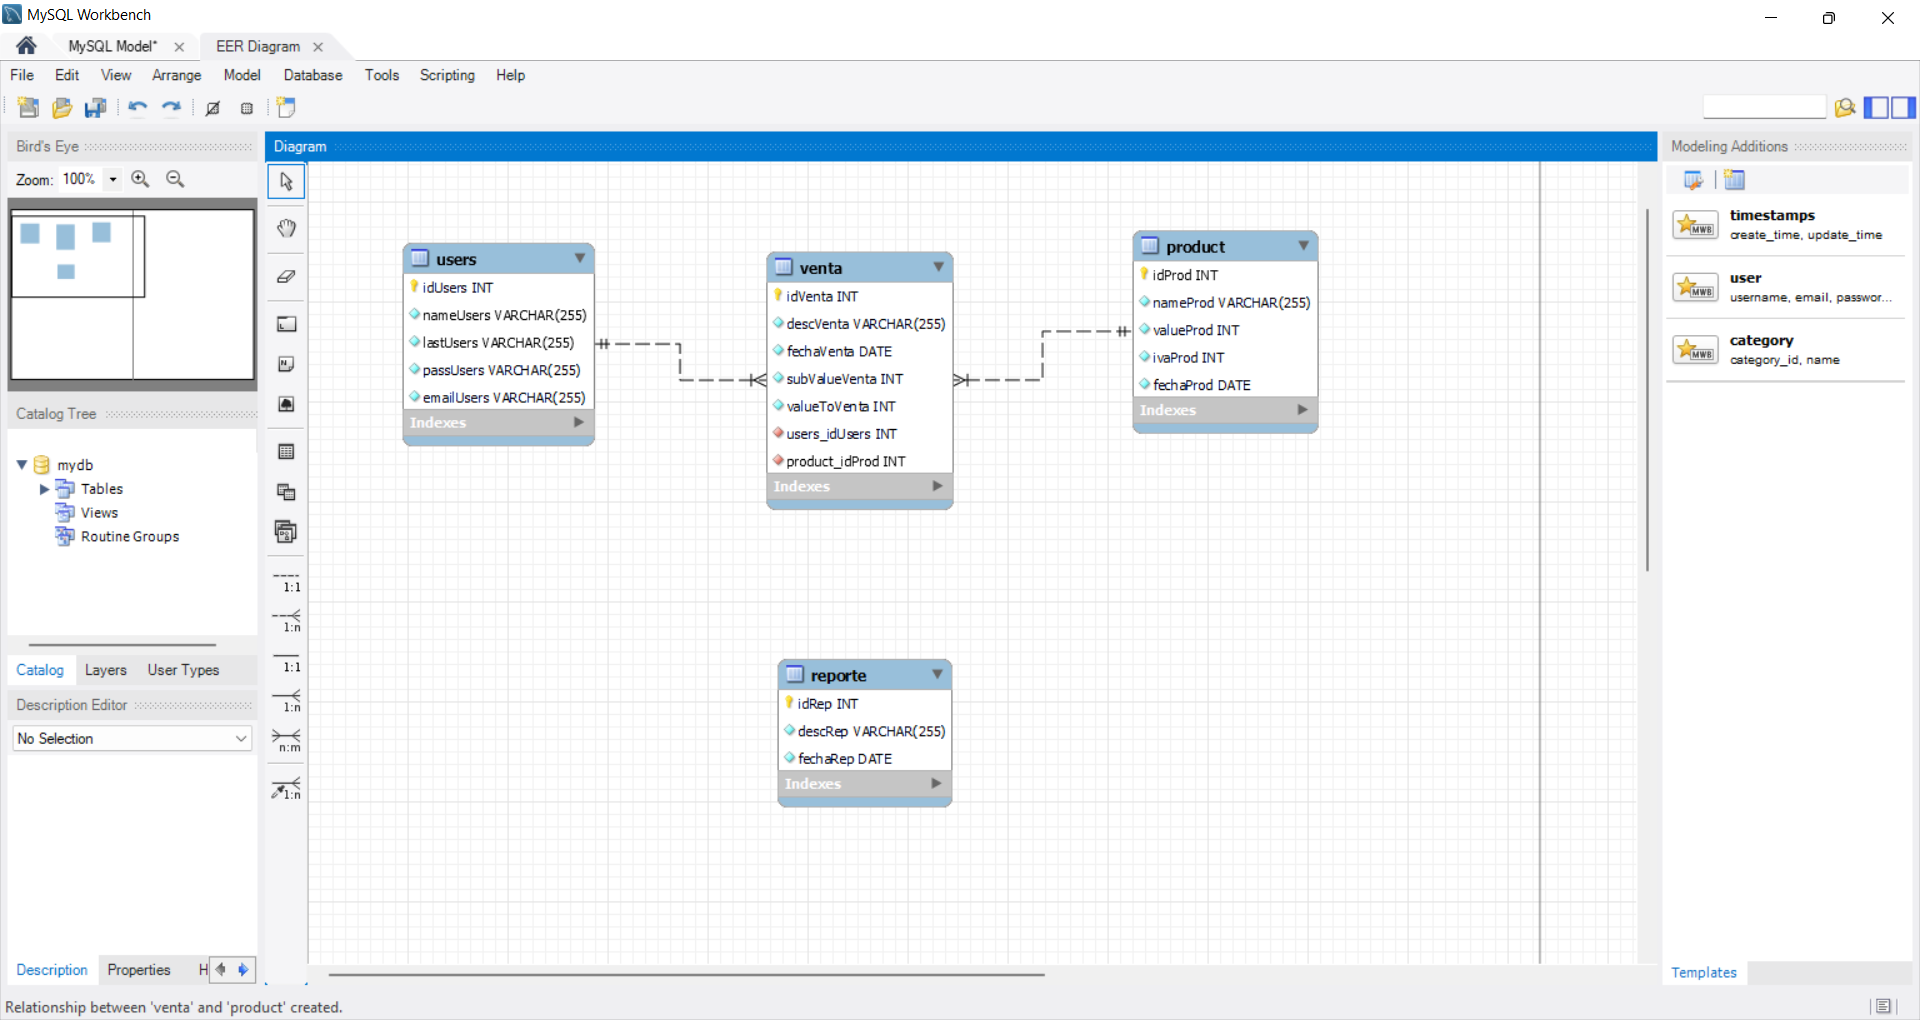 MySQL Workbench
MySQL Model*
EER Diagram
File Edit View Arrange Model Database Tools Scripting Help
Bird's Eye
Zoom: 100%
Catalog Tree
mydb
Tables
Views
Routine Groups
Catalog Layers User Types
Description Editor
No Selection
Description Properties H
Diagram
1:1
1:n
1:1
1:n
n:m
1:n
users
idUsers INT
nameUsers VARCHAR(255)
lastUsers VARCHAR(255)
passUsers VARCHAR(255)
emailUsers VARCHAR(255)
Indexes
venta
idVenta INT
descVenta VARCHAR(255)
fechaVenta DATE
subValueVenta INT
valueToVenta INT
users_idUsers INT
product_idProd INT
Indexes
product
idProd INT
nameProd VARCHAR(255)
valueProd INT
ivaProd INT
fechaProd DATE
Indexes
reporte
idRep INT
descRep VARCHAR(255)
fechaRep DATE
Indexes
Modeling Additions
MWB
timestamps
create_time, update_time
MWB
user
username, email, passwor...
MWB
category
category_id, name
Templates
Relationship between 'venta' and 'product' created.